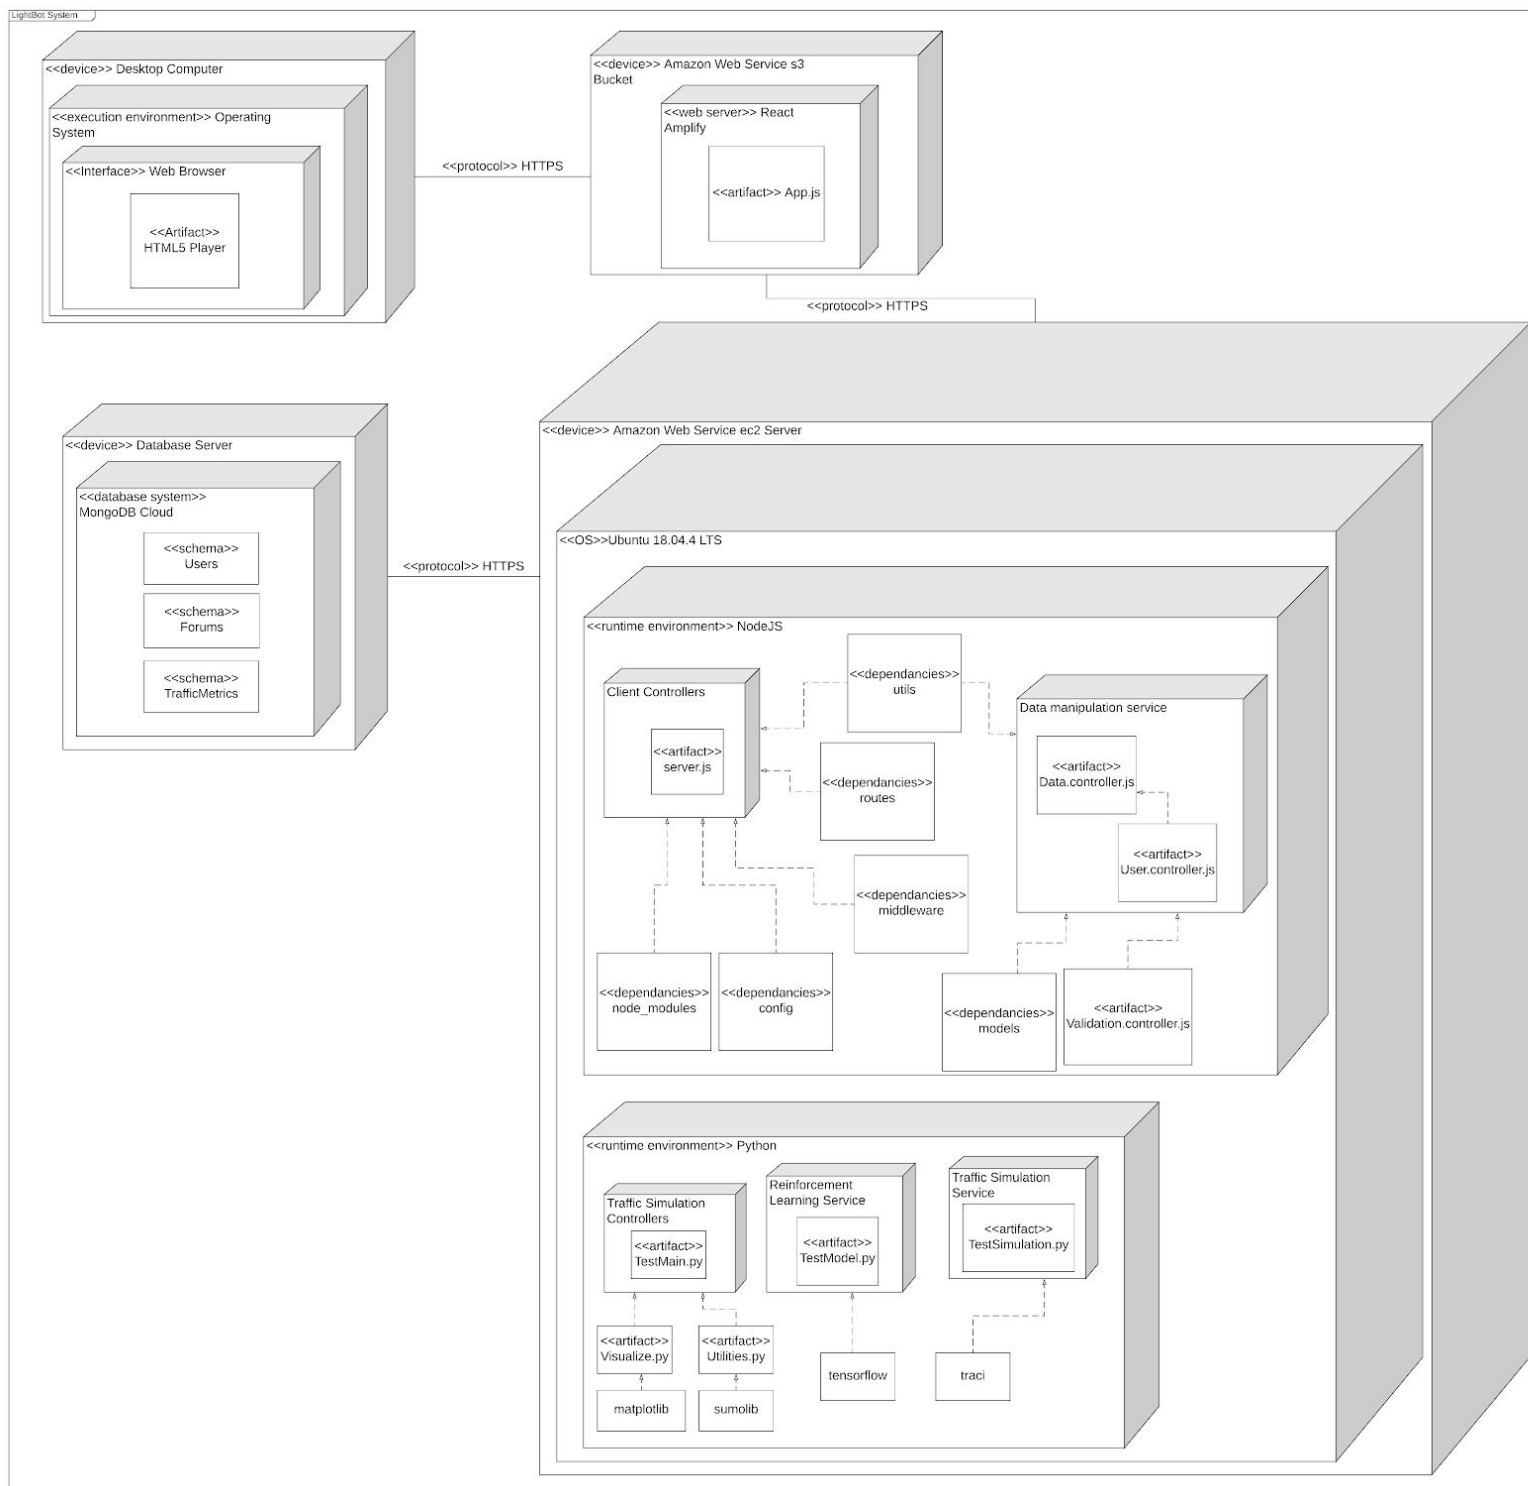 LightBot System
<<device>> Desktop Computer
<<execution environment>> Operating
System
<<Interface>> Web Browser
<<Artifact>>
HTML5 Player
<<protocol>> HTTPS
<<device>> Amazon Web Service s3
Bucket
<<web server>> React
Amplify
<<artifact>> App.js
<<protocol>> HTTPS
<<device>> Database Server
<<database system>>
MongoDB Cloud
<<schema>>
Users
<<schema>>
Forums
<<schema>>
TrafficMetrics
<<protocol>> HTTPS
<<device>> Amazon Web Service ec2 Server
<<OS>>Ubuntu 18.04.4 LTS
<<runtime environment>> NodeJS
Client Controllers
<<artifact>>
server.js
<<dependancies>>
utils
<<dependancies>>
routes
<<dependancies>>
middleware
<<dependancies>>
node_modules
<<dependancies>>
config
Data manipulation service
<<artifact>>
Data.controller.js
<<artifact>>
User.controller.js
<<dependancies>>
models
<<artifact>>
Validation.controller.js
<<runtime environment>> Python
Traffic Simulation
Controllers
<<artifact>>
TestMain.py
Reinforcement
Learning Service
<<artifact>>
TestModel.py
Traffic Simulation
Service
<<artifact>>
TestSimulation.py
<<artifact>>
Visualize.py
<<artifact>>
Utilities.py
matplotlib
sumolib
tensorflow
traci